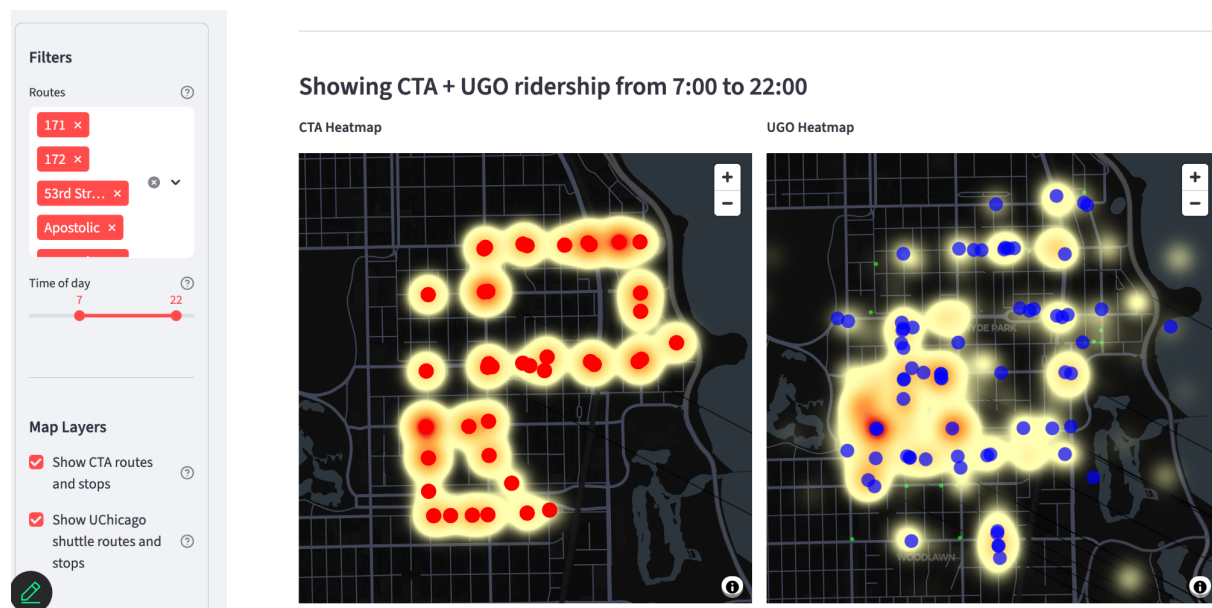 Filters
Routes
171 ×
172 ×
53rd Str... ×
Apostolic ×
Time of day
7 22
Map Layers
Show CTA routes
and stops
Show UChicago
shuttle routes and
stops
Showing CTA + UGO ridership from 7:00 to 22:00
CTA Heatmap
UGO Heatmap
+
−
+
−
YDE PARK
WOODLAWN